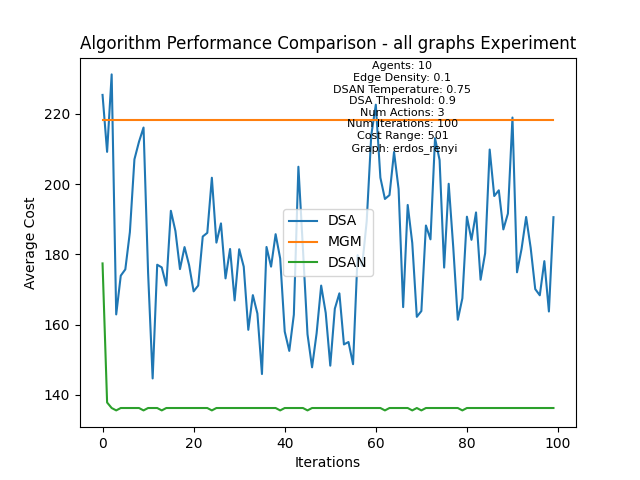 Algorithm Performance Comparison - all graphs Experiment
Agents: 10
Edge Density: 0.1
DSAN Temperature: 0.75
DSA Threshold: 0.9
Num Actions: 3
Num Iterations: 100
Cost Range: 501
Graph: erdos_renyi
220
200
180
160
140
Average Cost
DSA
MGM
DSAN
0
20
40
60
80
100
Iterations